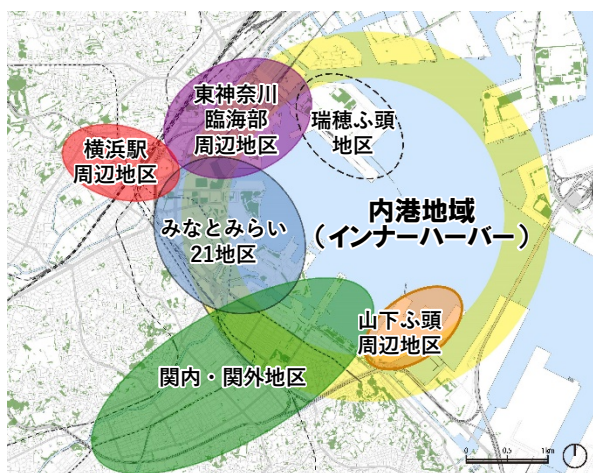 東神奈川
臨海部
周辺地区
瑞穂ふ頭
地区
横浜駅
周辺地区
みなとみらい
21地区
内港地域
（インナーハーバー）
山下ふ頭
周辺地区
関内・関外地区
0 0.5 1km